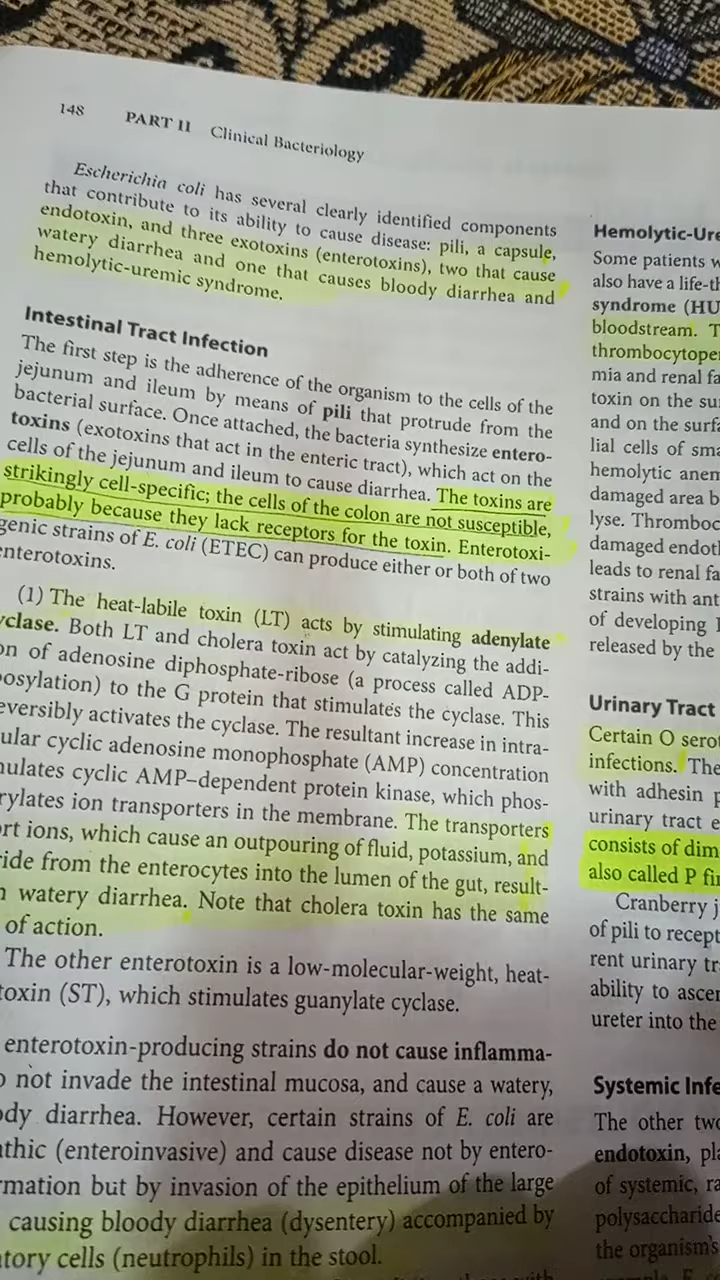 148 PART II Clinical Bacteriology
Escherichia coli has several clearly identified components
that contribute to its ability to cause disease: pili, a capsule,
endotoxin, and three exotoxins (enterotoxins), two that cause
watery diarrhea and one that causes bloody diarrhea and
hemolytic-uremic syndrome.
Intestinal Tract Infection
The first step is the adherence of the organism to the cells of the
jejunum and ileum by means of pili that protrude from the
bacterial surface. Once attached, the bacteria synthesize entero-
toxins (exotoxins that act in the enteric tract), which act on the
cells of the jejunum and ileum to cause diarrhea. The toxins are
strikingly cell-specific; the cells of the colon are not susceptible,
probably because they lack receptors for the toxin. Enterotoxi-
genic strains of E. coli (ETEC) can produce either or both of two
enterotoxins.
(1) The heat-labile toxin (LT) acts by stimulating adenylate
yclase. Both LT and cholera toxin act by catalyzing the addi-
on of adenosine diphosphate-ribose (a process called ADP-
osylation) to the G protein that stimulates the cyclase. This
eversibly activates the cyclase. The resultant increase in intra-
ular cyclic adenosine monophosphate (AMP) concentration
mulates cyclic AMP–dependent protein kinase, which phos-
rylates ion transporters in the membrane. The transporters
rt ions, which cause an outpouring of fluid, potassium, and
ride from the enterocytes into the lumen of the gut, result-
n watery diarrhea. Note that cholera toxin has the same
of action.
The other enterotoxin is a low-molecular-weight, heat-
toxin (ST), which stimulates guanylate cyclase.
enterotoxin-producing strains do not cause inflamma-
o not invade the intestinal mucosa, and cause a watery,
ody diarrhea. However, certain strains of E. coli are
athic (enteroinvasive) and cause disease not by entero-
rmation but by invasion of the epithelium of the large
causing bloody diarrhea (dysentery) accompanied by
atory cells (neutrophils) in the stool.
Hemolytic-Ure
Some patients w
also have a life-th
syndrome (HU
bloodstream. T
thrombocytope
mia and renal fa
toxin on the su
and on the surfa
lial cells of sma
hemolytic anem
damaged area b
lyse. Thromboc
damaged endoth
leads to renal fa
strains with ant
of developing
released by the
Urinary Tract
Certain O serot
infections. The
with adhesin p
urinary tract e
consists of dim
also called P fi
Cranberry j
of pili to recept
rent urinary tr
ability to ascen
ureter into the
Systemic Infe
The other two
endotoxin, pla
of systemic, ra
polysaccharide
the organism's